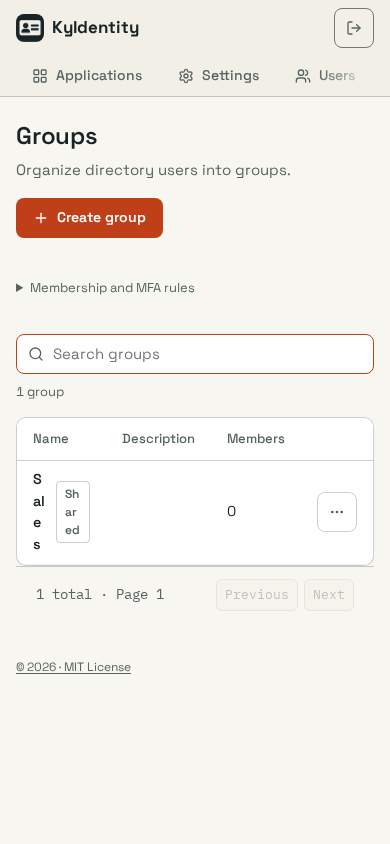 KyIdentity
Applications Settings Users
Groups
Organize directory users into groups.
Create group
Membership and MFA rules
Search groups
1 group
Name Description Members
S
al
e
s
Sh
ar
ed
0
1 total · Page 1
Previous Next
© 2026 · MIT License